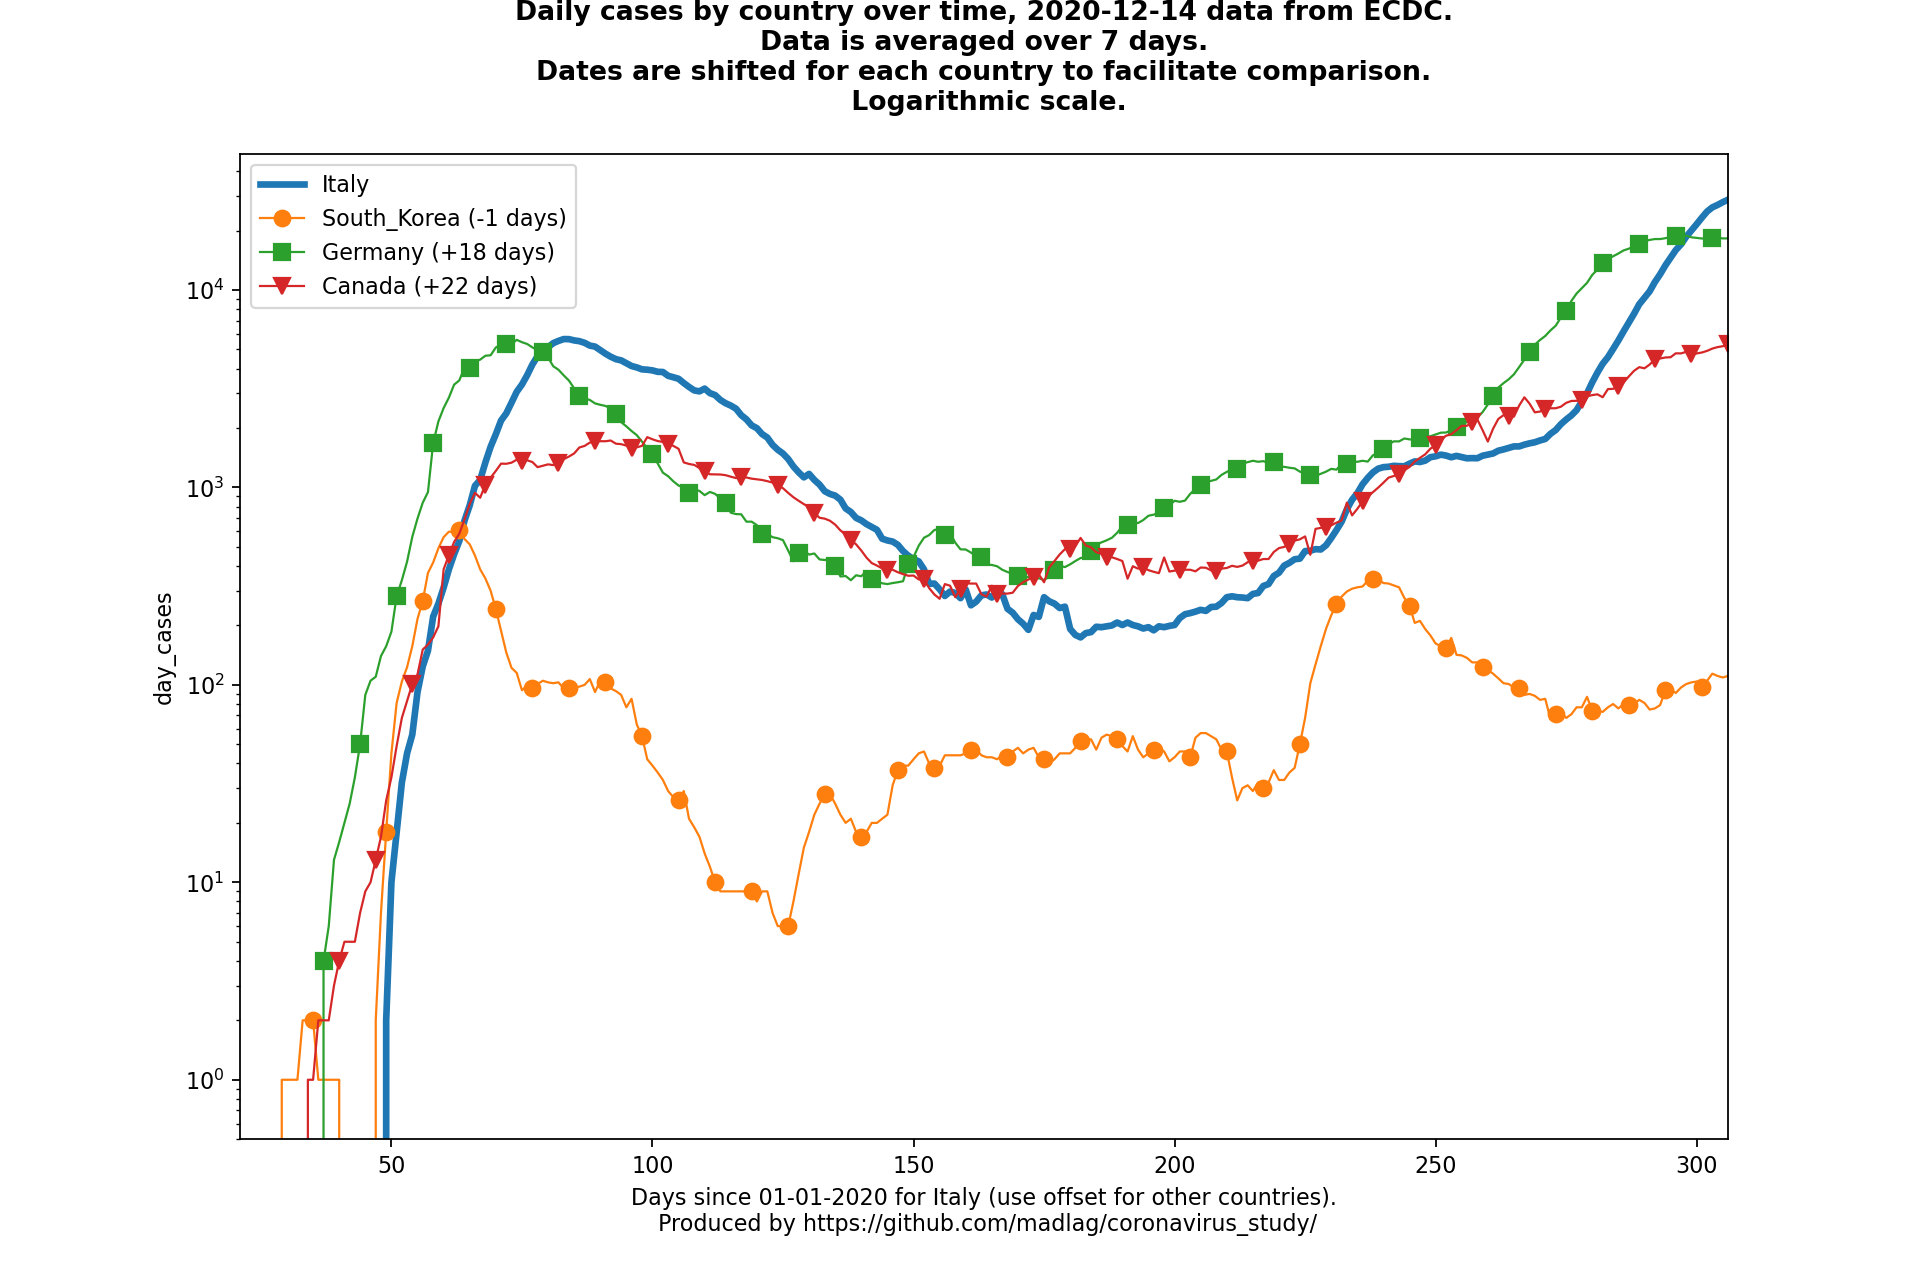 Daily cases by country over time, 2020-12-14 data from ECDC.
Data is averaged over 7 days.
Dates are shifted for each country to facilitate comparison.
Logarithmic scale.
Italy
South_Korea (-1 days)
Germany (+18 days)
Canada (+22 days)
day_cases
10⁴
10³
10²
10¹
10⁰
50 100 150 200 250 300
Days since 01-01-2020 for Italy (use offset for other countries).
Produced by https://github.com/madlag/coronavirus_study/